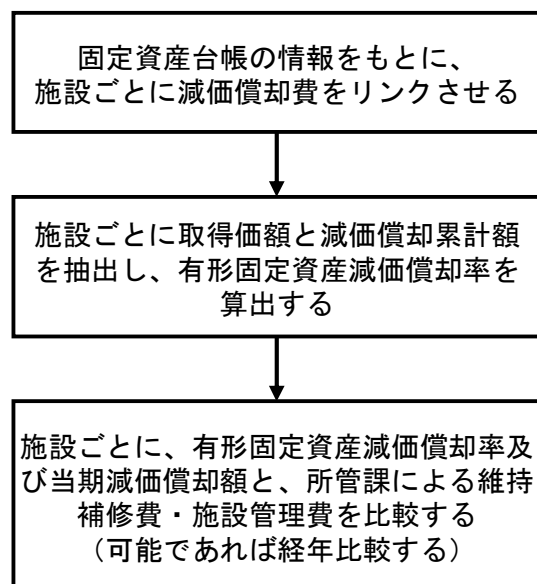 固定資産台帳の情報をもとに、
施設ごとに減価償却費をリンクさせる
施設ごとに取得価額と減価償却累計額
を抽出し、有形固定資産減価償却率を
算出する
施設ごとに、有形固定資産減価償却率及
び当期減価償却額と、所管課による維持
補修費・施設管理費を比較する
（可能であれば経年比較する）